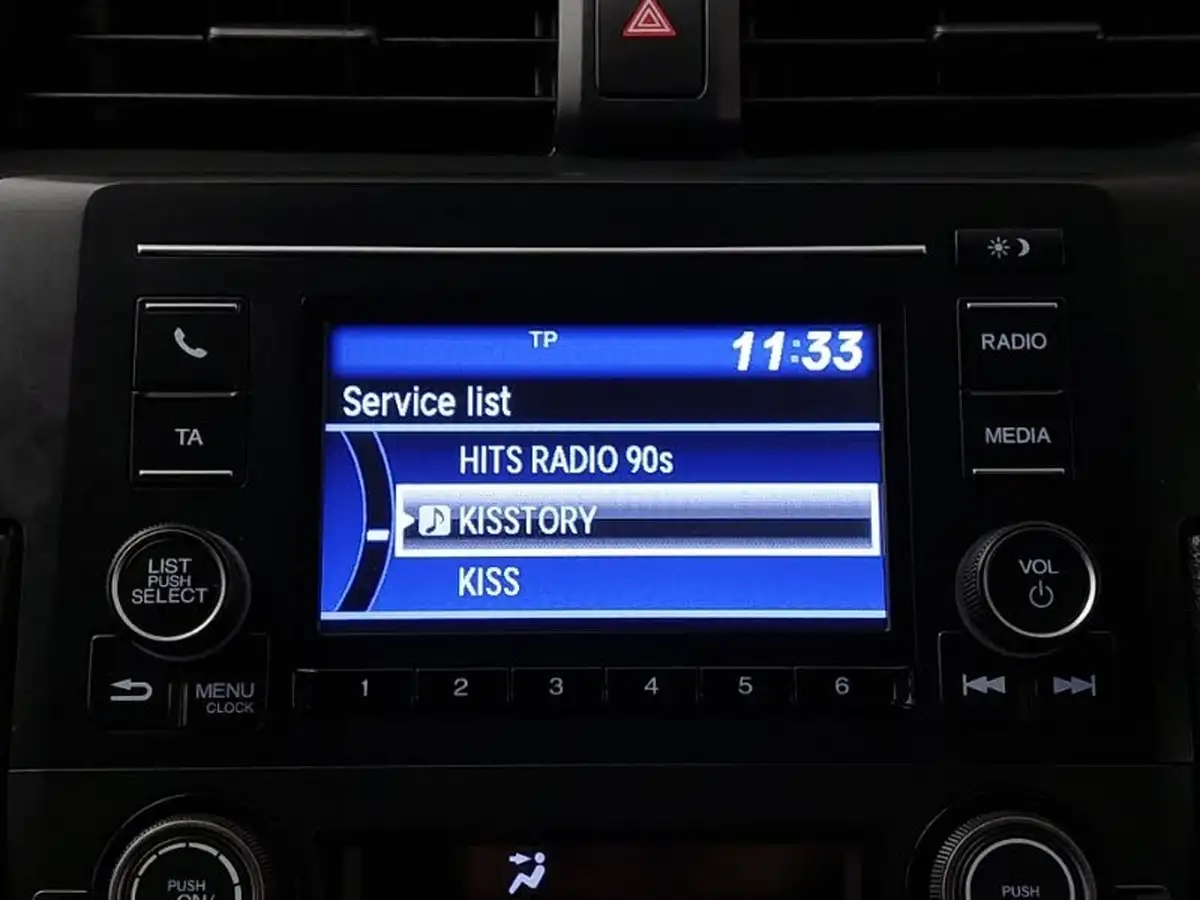 TP
11:33
Service list
HITS RADIO 90s
KISSTORY
KISS
TA
RADIO
MEDIA
LIST
PUSH
SELECT
VOL
MENU
CLOCK
1 2 3 4 5 6
PUSH
ON/
PUSH